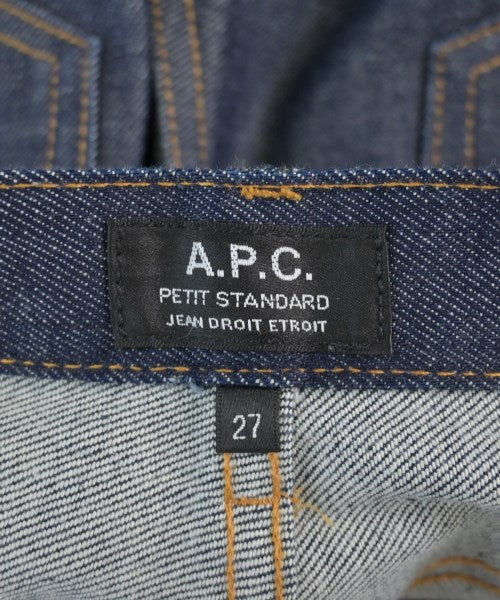 A.P.C.
PETIT STANDARD
JEAN DROIT ETROIT
27